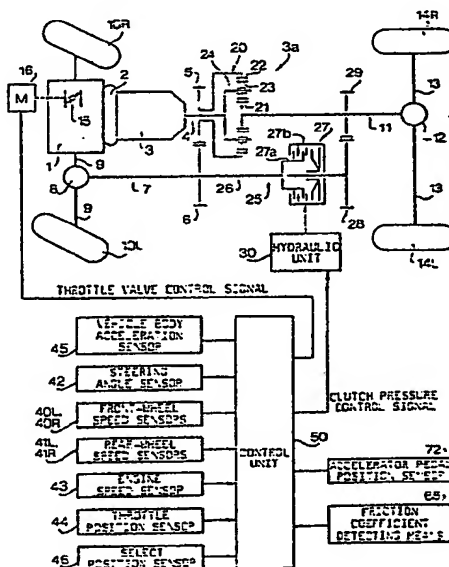 10R
14R
16
2
20
22
3a
29
5
24
23
M
21
13
15
4
27
27b
27a
11
12
1
3
9
8
7
26
25
13
9
6
28
10L
30
HYDRAULIC
UNIT
14L
THROTTLE VALVE CONTROL SIGNAL
VEHICLE BODY
ACCELERATION
SENSOR
45
STEERING
ANGLE SENSOR
42
CLUTCH PRESSURE
CONTROL SIGNAL
FRONT-WHEEL
SPEED SENSORS
40L
40R
50
CONTROL
UNIT
REAR-WHEEL
SPEED SENSORS
41L
41R
72
ACCELERATOR PEDAL
POSITION SENSOR
ENGINE
SPEED SENSOR
43
65
THROTTLE
POSITION SENSOR
44
FRICTION
COEFFICIENT
DETECTING MEANS
SELECT
POSITION SENSOR
46